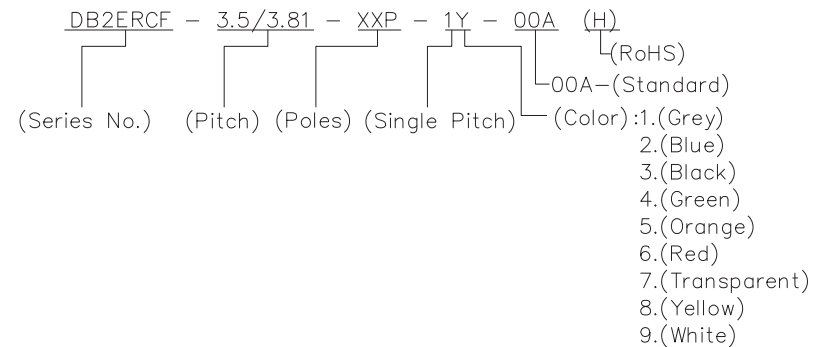 DB2ERCF - 3.5/3.81 - XXP - 1Y - 00A (H)
(RoHS)
00A-(Standard)
(Series No.) (Pitch) (Poles) (Single Pitch) (Color):1.(Grey)
2.(Blue)
3.(Black)
4.(Green)
5.(Orange)
6.(Red)
7.(Transparent)
8.(Yellow)
9.(White)